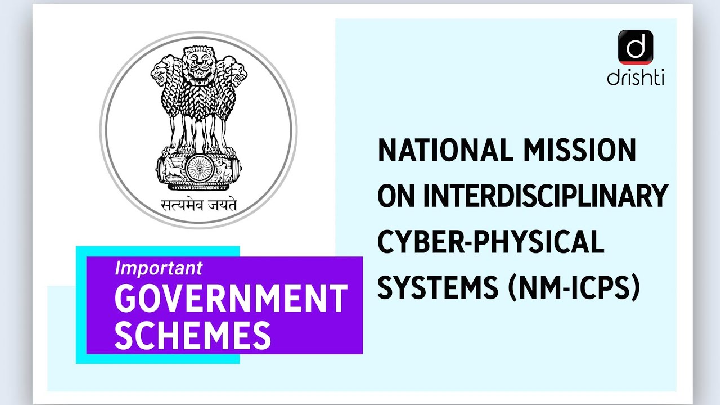 drishti
सत्यमेव जयते
Important
GOVERNMENT
SCHEMES
NATIONAL MISSION
ON INTERDISCIPLINARY
CYBER-PHYSICAL
SYSTEMS (NM-ICPS)